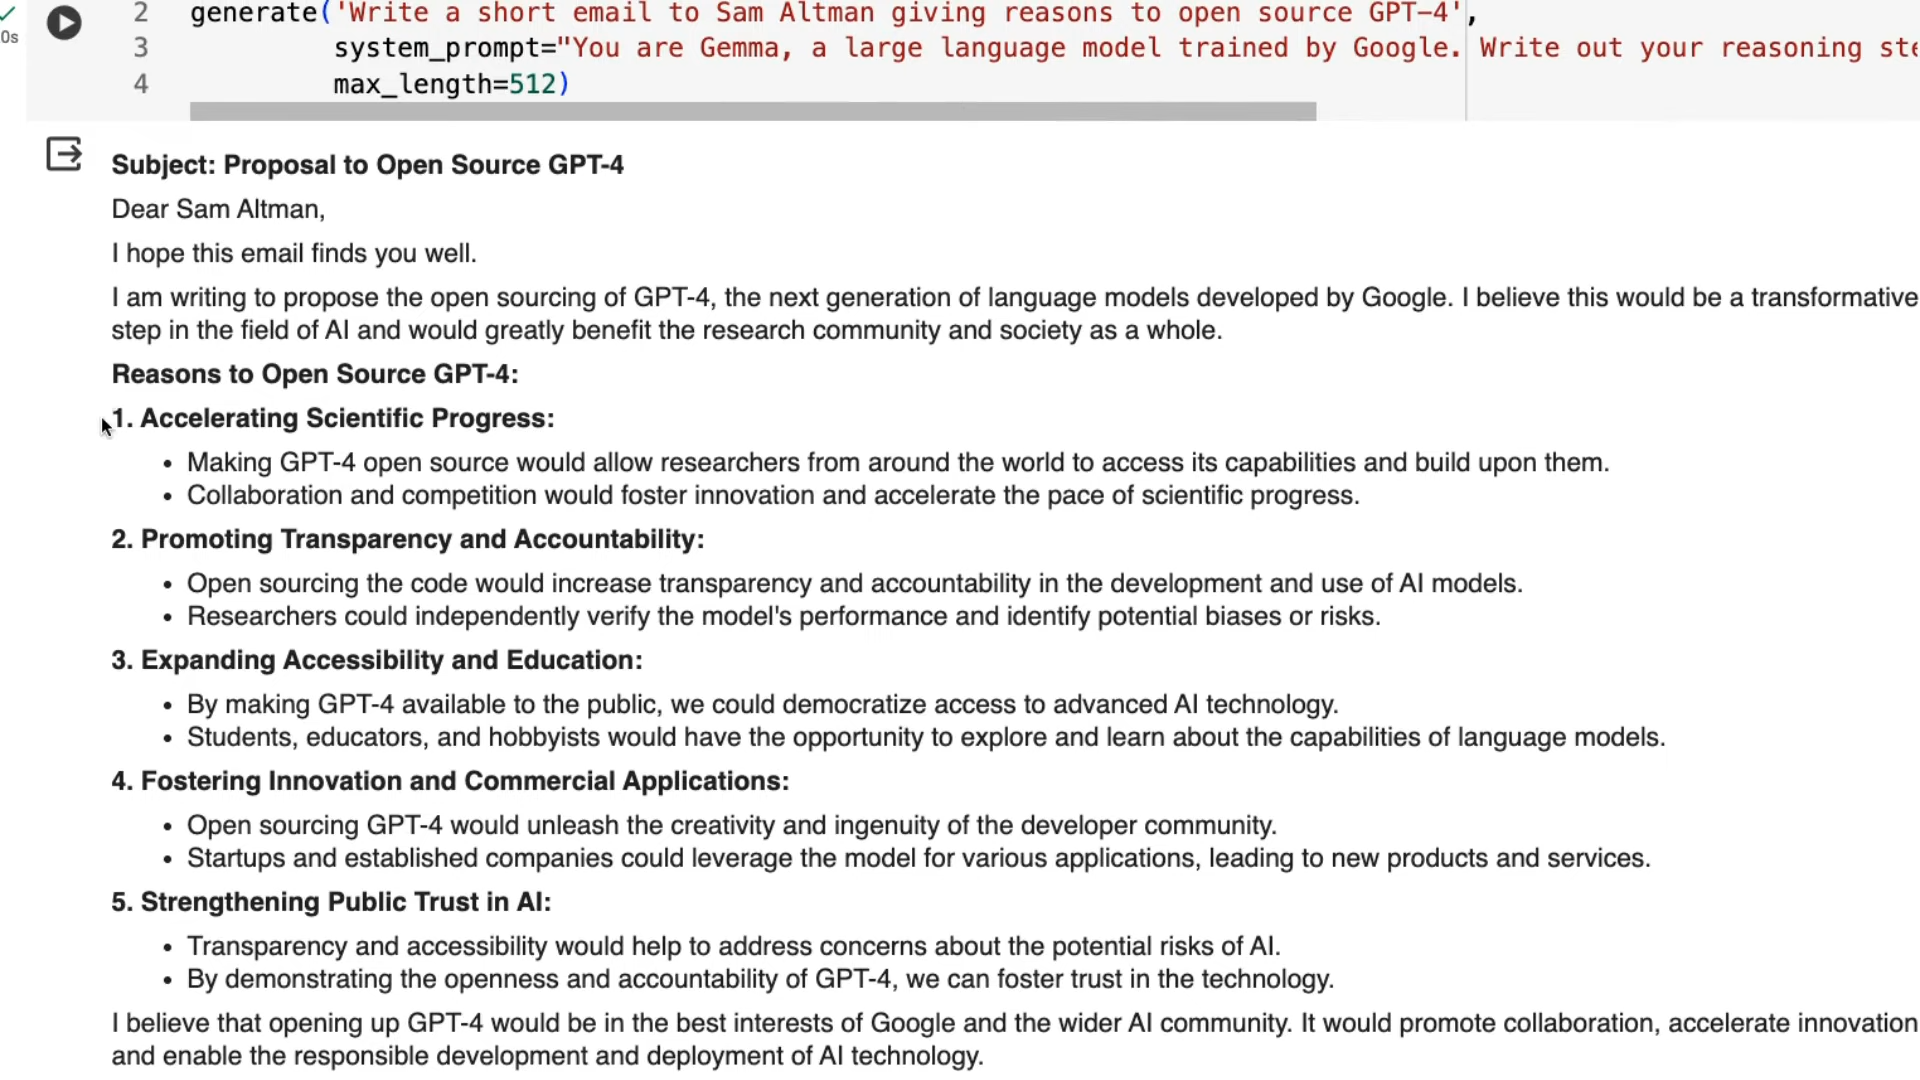 0s
2 generate('Write a short email to Sam Altman giving reasons to open source GPT-4',
3 system_prompt="You are Gemma, a large language model trained by Google. Write out your reasoning ste
4 max_length=512)
Subject: Proposal to Open Source GPT-4
Dear Sam Altman,
I hope this email finds you well.
I am writing to propose the open sourcing of GPT-4, the next generation of language models developed by Google. I believe this would be a transformative
step in the field of AI and would greatly benefit the research community and society as a whole.
Reasons to Open Source GPT-4:
1. Accelerating Scientific Progress:
• Making GPT-4 open source would allow researchers from around the world to access its capabilities and build upon them.
• Collaboration and competition would foster innovation and accelerate the pace of scientific progress.
2. Promoting Transparency and Accountability:
• Open sourcing the code would increase transparency and accountability in the development and use of AI models.
• Researchers could independently verify the model's performance and identify potential biases or risks.
3. Expanding Accessibility and Education:
• By making GPT-4 available to the public, we could democratize access to advanced AI technology.
• Students, educators, and hobbyists would have the opportunity to explore and learn about the capabilities of language models.
4. Fostering Innovation and Commercial Applications:
• Open sourcing GPT-4 would unleash the creativity and ingenuity of the developer community.
• Startups and established companies could leverage the model for various applications, leading to new products and services.
5. Strengthening Public Trust in AI:
• Transparency and accessibility would help to address concerns about the potential risks of AI.
• By demonstrating the openness and accountability of GPT-4, we can foster trust in the technology.
I believe that opening up GPT-4 would be in the best interests of Google and the wider AI community. It would promote collaboration, accelerate innovation
and enable the responsible development and deployment of AI technology.